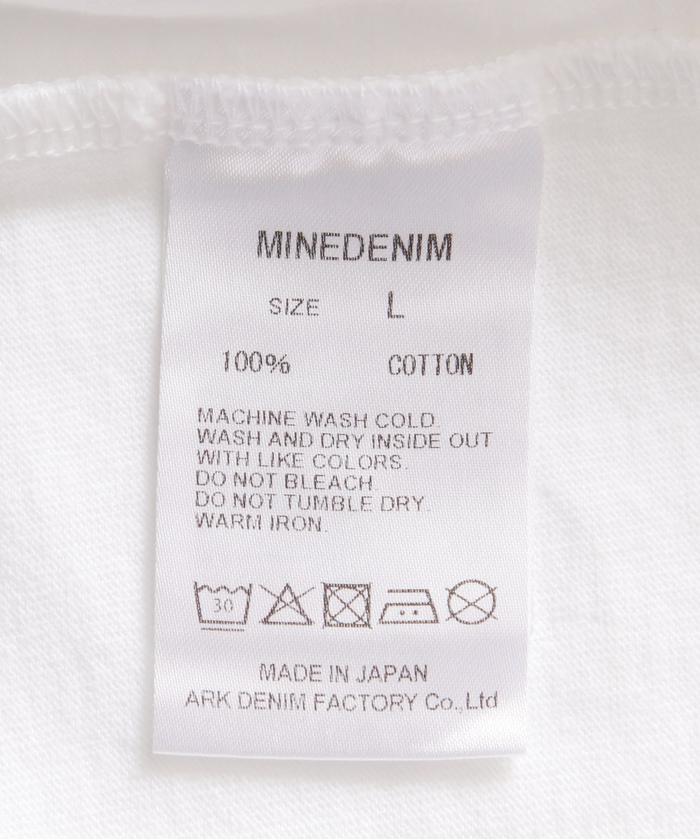 MINEDENIM
SIZE L
100% COTTON
MACHINE WASH COLD.
WASH AND DRY INSIDE OUT
WITH LIKE COLORS.
DO NOT BLEACH.
DO NOT TUMBLE DRY.
WARM IRON.
30
MADE IN JAPAN
ARK DENIM FACTORY Co.,Ltd